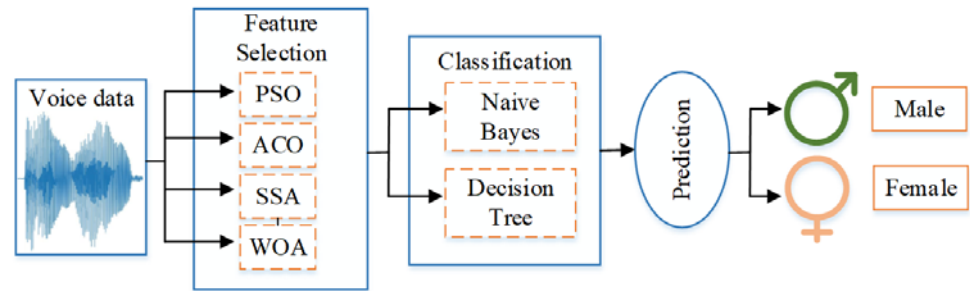 Voice data
Feature
Selection
PSO
ACO
SSA
WOA
Classification
Naive
Bayes
Decision
Tree
Prediction
Male
Female